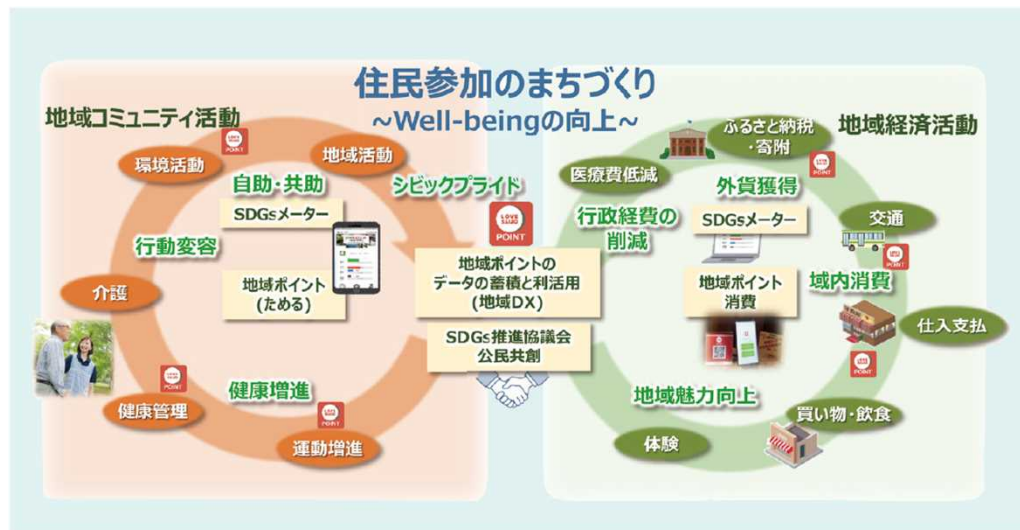 住民参加のまちづくり
~Well-beingの向上~
地域コミュニティ活動
環境活動
地域活動
自助・共助
シビックプライド
SDGsメーター
行動変容
地域ポイント
(ためる)
介護
健康管理
健康増進
運動増進
POINT
POINT
POINT
LOVE
POINT
地域ポイントの
データの蓄積と利活用
(地域DX)
SDGs推進協議会
公民共創
地域経済活動
ふるさと納税
・寄附
医療費低減
外貨獲得
行政経費の
削減
SDGsメーター
交通
地域ポイント
消費
域内消費
仕入支払
地域魅力向上
買い物・飲食
体験
POINT
POINT
POINT